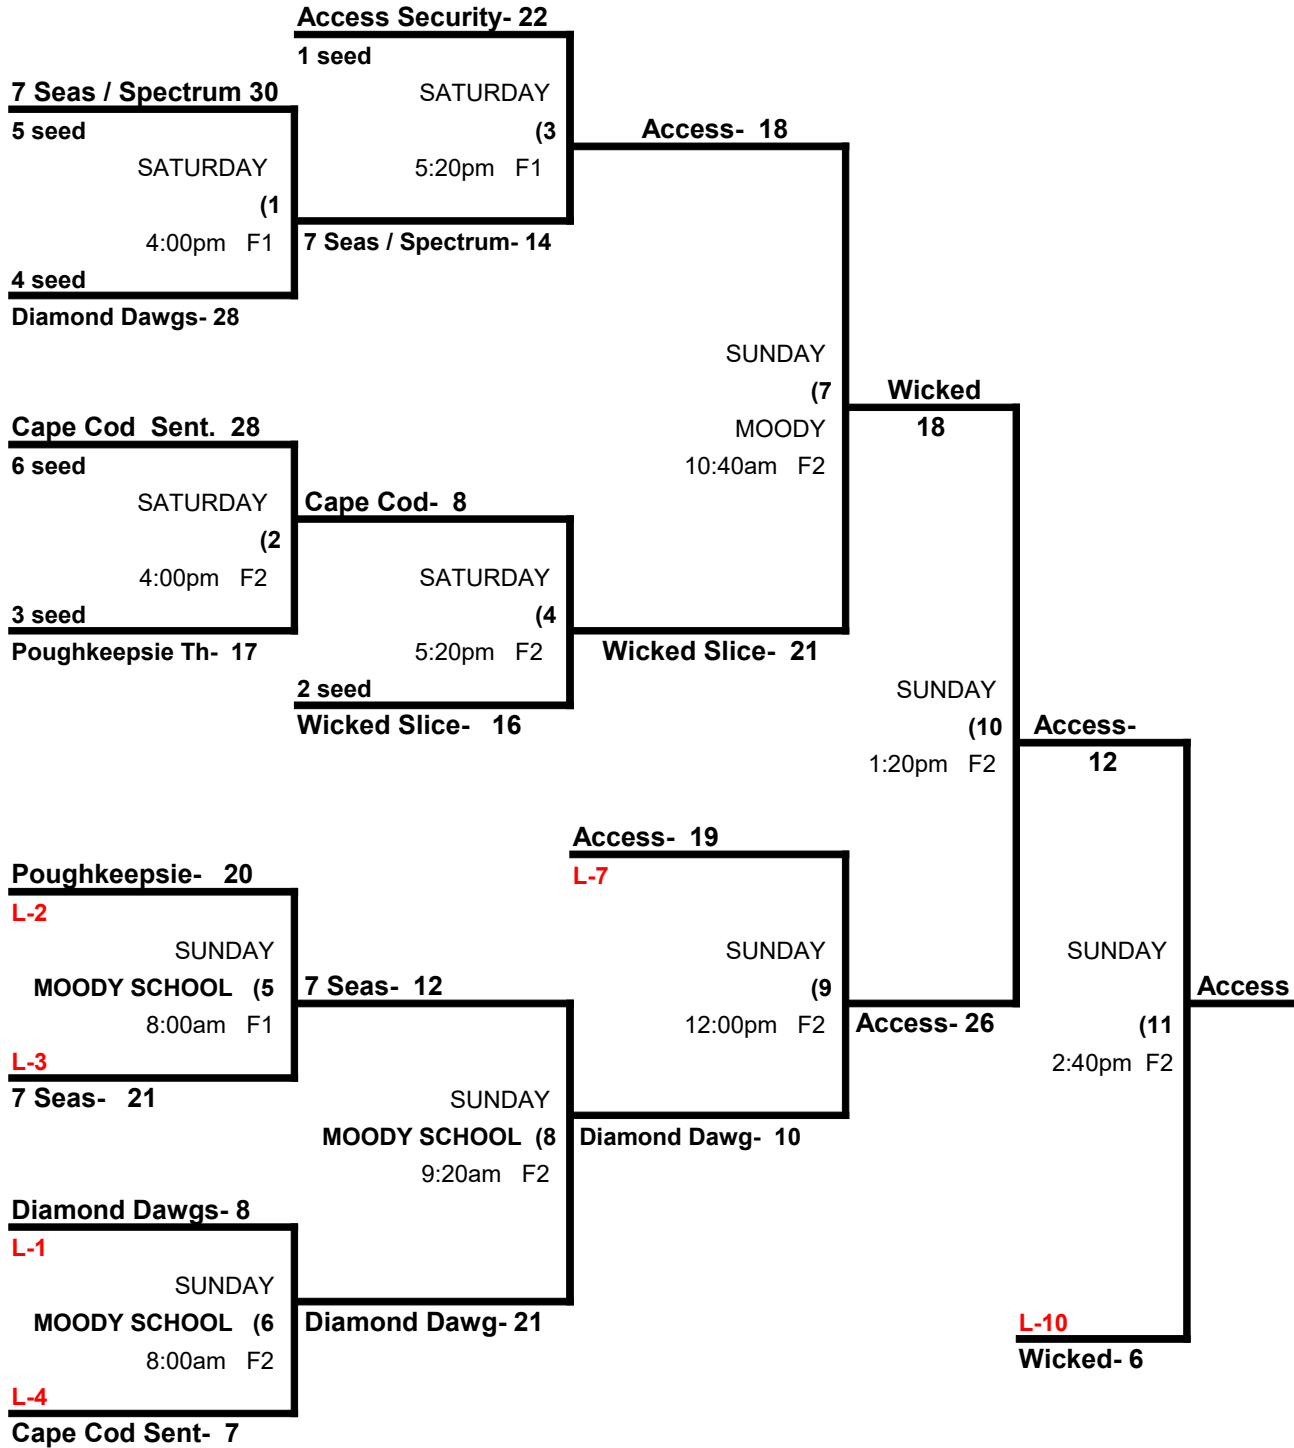 Access Security- 22
1 seed
7 Seas / Spectrum 30
5 seed
SATURDAY
(3
5:20pm F1
Access- 18
SATURDAY
(1
4:00pm F1
7 Seas / Spectrum- 14
4 seed
Diamond Dawgs- 28
SUNDAY
(7
MOODY
10:40am F2
Wicked
18
Cape Cod Sent. 28
6 seed
SATURDAY
(2
4:00pm F2
Cape Cod- 8
SATURDAY
(4
5:20pm F2
3 seed
Poughkeepsie Th- 17
Wicked Slice- 21
2 seed
Wicked Slice- 16
SUNDAY
(10
1:20pm F2
Access-
12
Access- 19
L-7
Poughkeepsie- 20
L-2
SUNDAY
MOODY SCHOOL (5
8:00am F1
7 Seas- 12
SUNDAY
(9
12:00pm F2
Access- 26
SUNDAY
(11
2:40pm F2
Access
L-3
7 Seas- 21
SUNDAY
MOODY SCHOOL (8
9:20am F2
Diamond Dawg- 10
Diamond Dawgs- 8
L-1
SUNDAY
MOODY SCHOOL (6
8:00am F2
Diamond Dawg- 21
L-10
Wicked- 6
L-4
Cape Cod Sent- 7